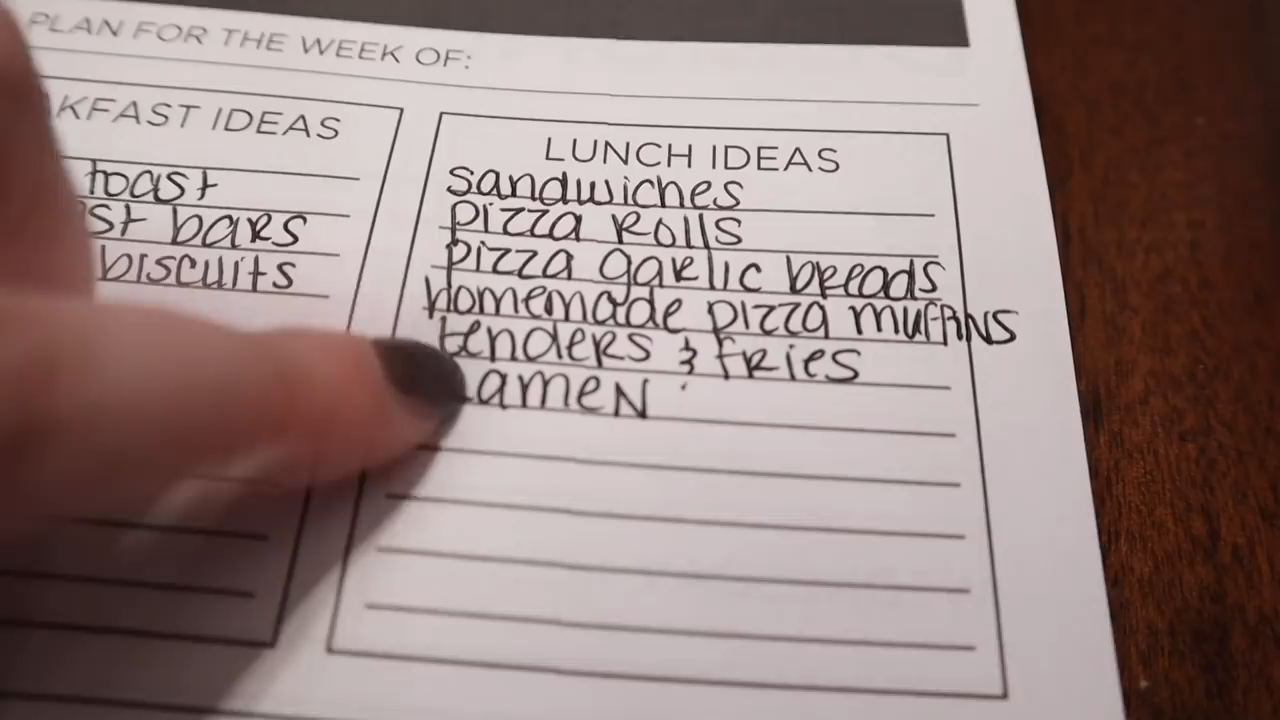 PLAN FOR THE WEEK OF:
KFAST IDEAS
toast
st bars
biscuits
LUNCH IDEAS
sandwiches
pizza Rolls
pizza gaRlic bReads
homemade pizza muffins
tendeRs & fRies
amen